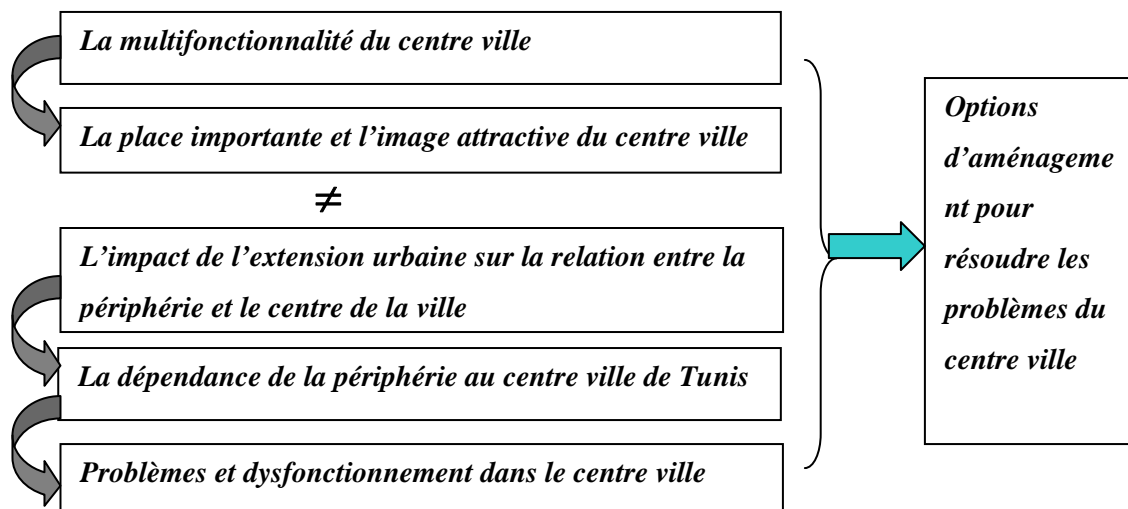 La multifonctionnalité du centre ville
La place importante et l’image attractive du centre ville
≠
L’impact de l’extension urbaine sur la relation entre la
périphérie et le centre de la ville
La dépendance de la périphérie au centre ville de Tunis
Problèmes et dysfonctionnement dans le centre ville
Options
d’aménageme
nt pour
résoudre les
problèmes du
centre ville